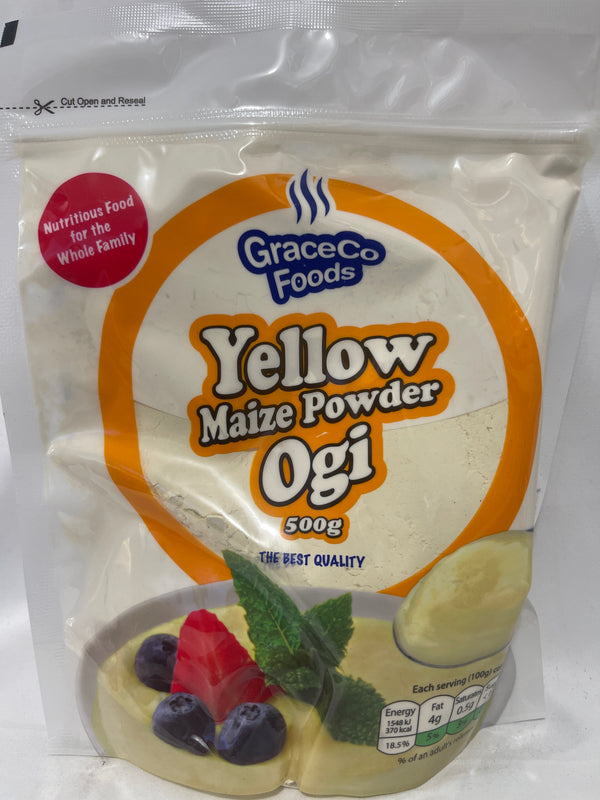 Cut Open and Reseal
Nutritious Food
for the
Whole Family
GraceCo
Foods
Yellow
Maize Powder
Ogi
500g
THE BEST QUALITY
Each serving (100g)
Energy
1548 kJ
370 kcal
18.5%
Fat
4g
5%
0.5g
% of an adult's